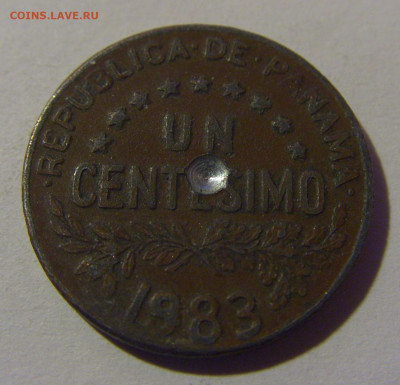 COINS.LAVE.RU
·REPUBLICA·DE·PANAMA·
UN
CENTESIMO
1983